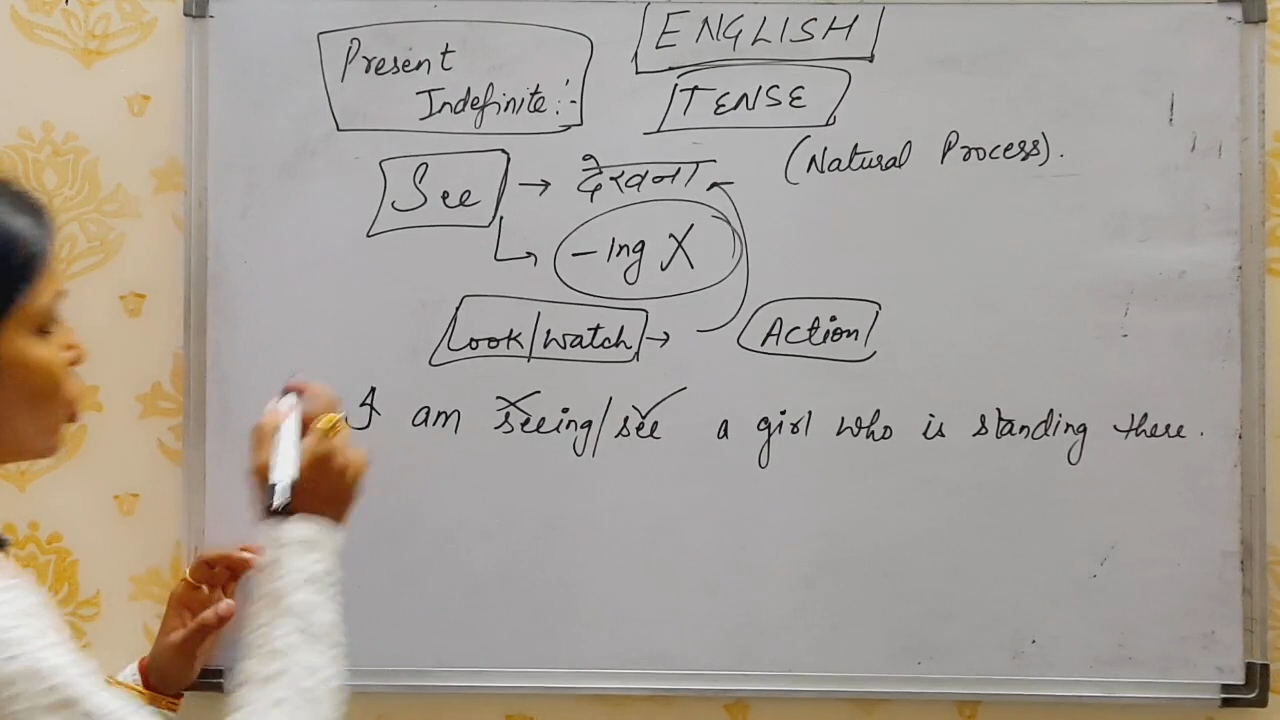 ENGLISH
TENSE
Present
Indefinite :-
See → देखना (Natural Process).
-ing X
Look/watch → Action
I am seeing/see a girl who is standing there.